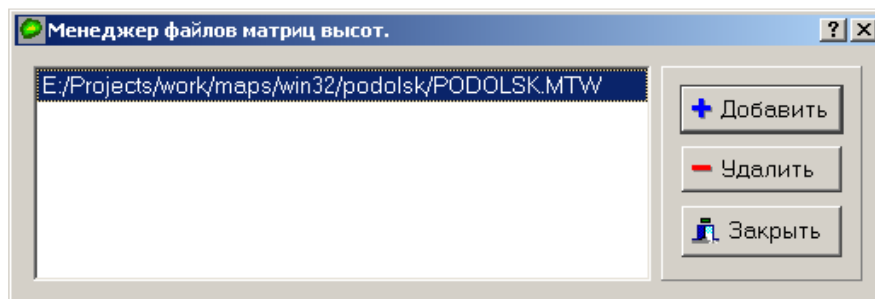 Менеджер файлов матриц высот.
E:/Projects/work/maps/win32/podolsk/PODOLSK.MTW
Добавить
Удалить
Закрыть